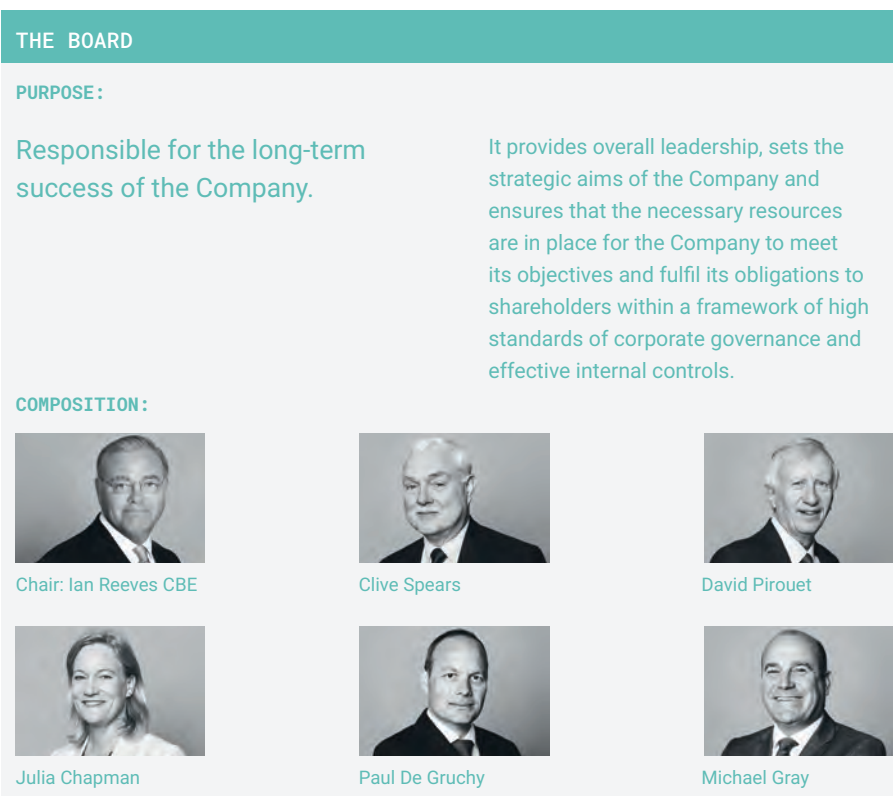 THE BOARD
PURPOSE:
Responsible for the long-term
success of the Company.
It provides overall leadership, sets the
strategic aims of the Company and
ensures that the necessary resources
are in place for the Company to meet
its objectives and fulfil its obligations to
shareholders within a framework of high
standards of corporate governance and
effective internal controls.
COMPOSITION:
Chair: Ian Reeves CBE
Clive Spears
David Pirouet
Julia Chapman
Paul De Gruchy
Michael Gray